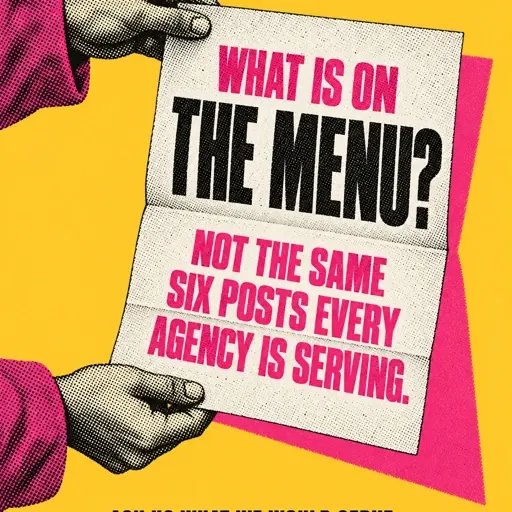 WHAT IS ON
THE MENU?
NOT THE SAME
SIX POSTS EVERY
AGENCY IS SERVING.